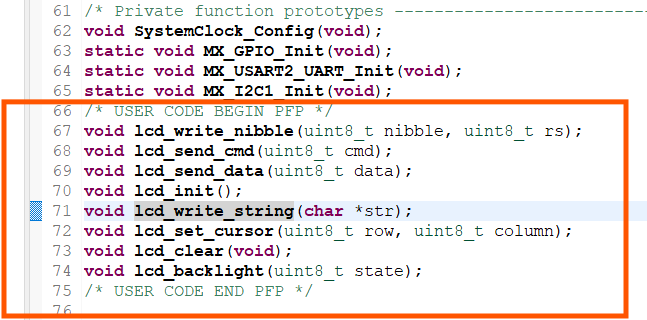 61 /* Private function prototypes -------------------------
62 void SystemClock_Config(void);
63 static void MX_GPIO_Init(void);
64 static void MX_USART2_UART_Init(void);
65 static void MX_I2C1_Init(void);
66 /* USER CODE BEGIN PFP */
67 void lcd_write_nibble(uint8_t nibble, uint8_t rs);
68 void lcd_send_cmd(uint8_t cmd);
69 void lcd_send_data(uint8_t data);
70 void lcd_init();
71 void lcd_write_string(char *str);
72 void lcd_set_cursor(uint8_t row, uint8_t column);
73 void lcd_clear(void);
74 void lcd_backlight(uint8_t state);
75 /* USER CODE END PFP */
76